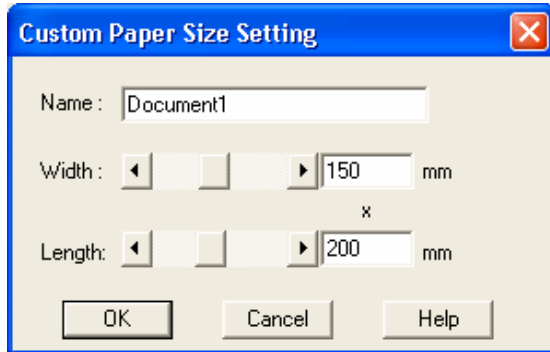 Custom Paper Size Setting
Name : Document1
Width : 150 mm
x
Length: 200 mm
OK Cancel Help